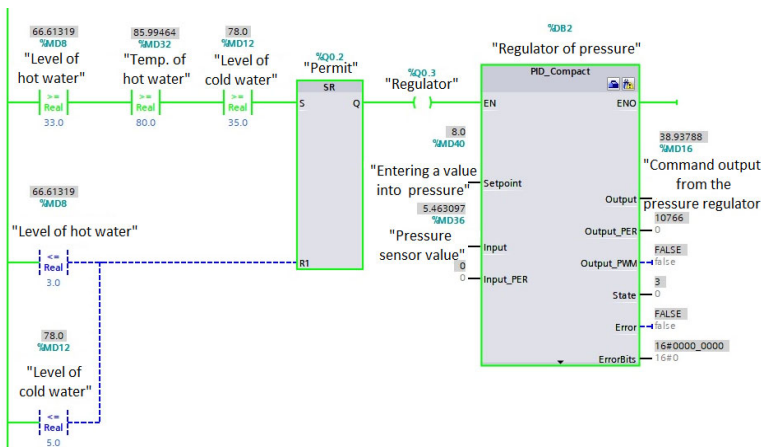 66.61319
%MD8
"Level of
hot water"
>=
Real
33.0
85.99464
%MD32
"Temp. of
hot water"
>=
Real
80.0
78.0
%MD12
"Level of
cold water"
>=
Real
35.0
%Q0.2
"Permit"
SR
S
Q
R1
%Q0.3
"Regulator"
%DB2
"Regulator of pressure"
PID_Compact
EN
ENO
8.0
%MD40
"Entering a value
into pressure"
Setpoint
5.463097
%MD36
"Pressure
sensor value"
Input
0
0
Input_PER
38.93788
%MD16
"Command output
from the
pressure regulator
Output
10766
Output_PER
0
FALSE
Output_PWM
false
3
State
0
FALSE
Error
false
16#0000_0000
ErrorBits
16#0
66.61319
%MD8
"Level of hot water"
<=
Real
3.0
78.0
%MD12
"Level of
cold water"
<=
Real
5.0